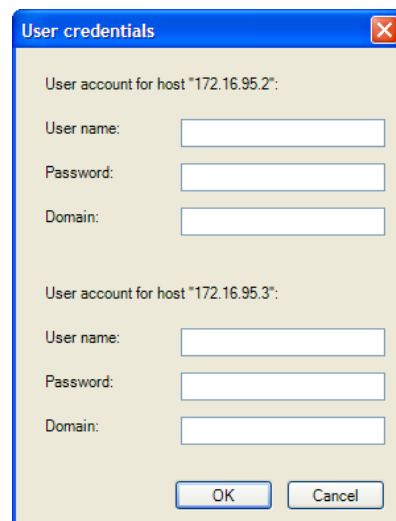 User credentials
User account for host "172.16.95.2":
User name:
Password:
Domain:
User account for host "172.16.95.3":
User name:
Password:
Domain:
OK Cancel